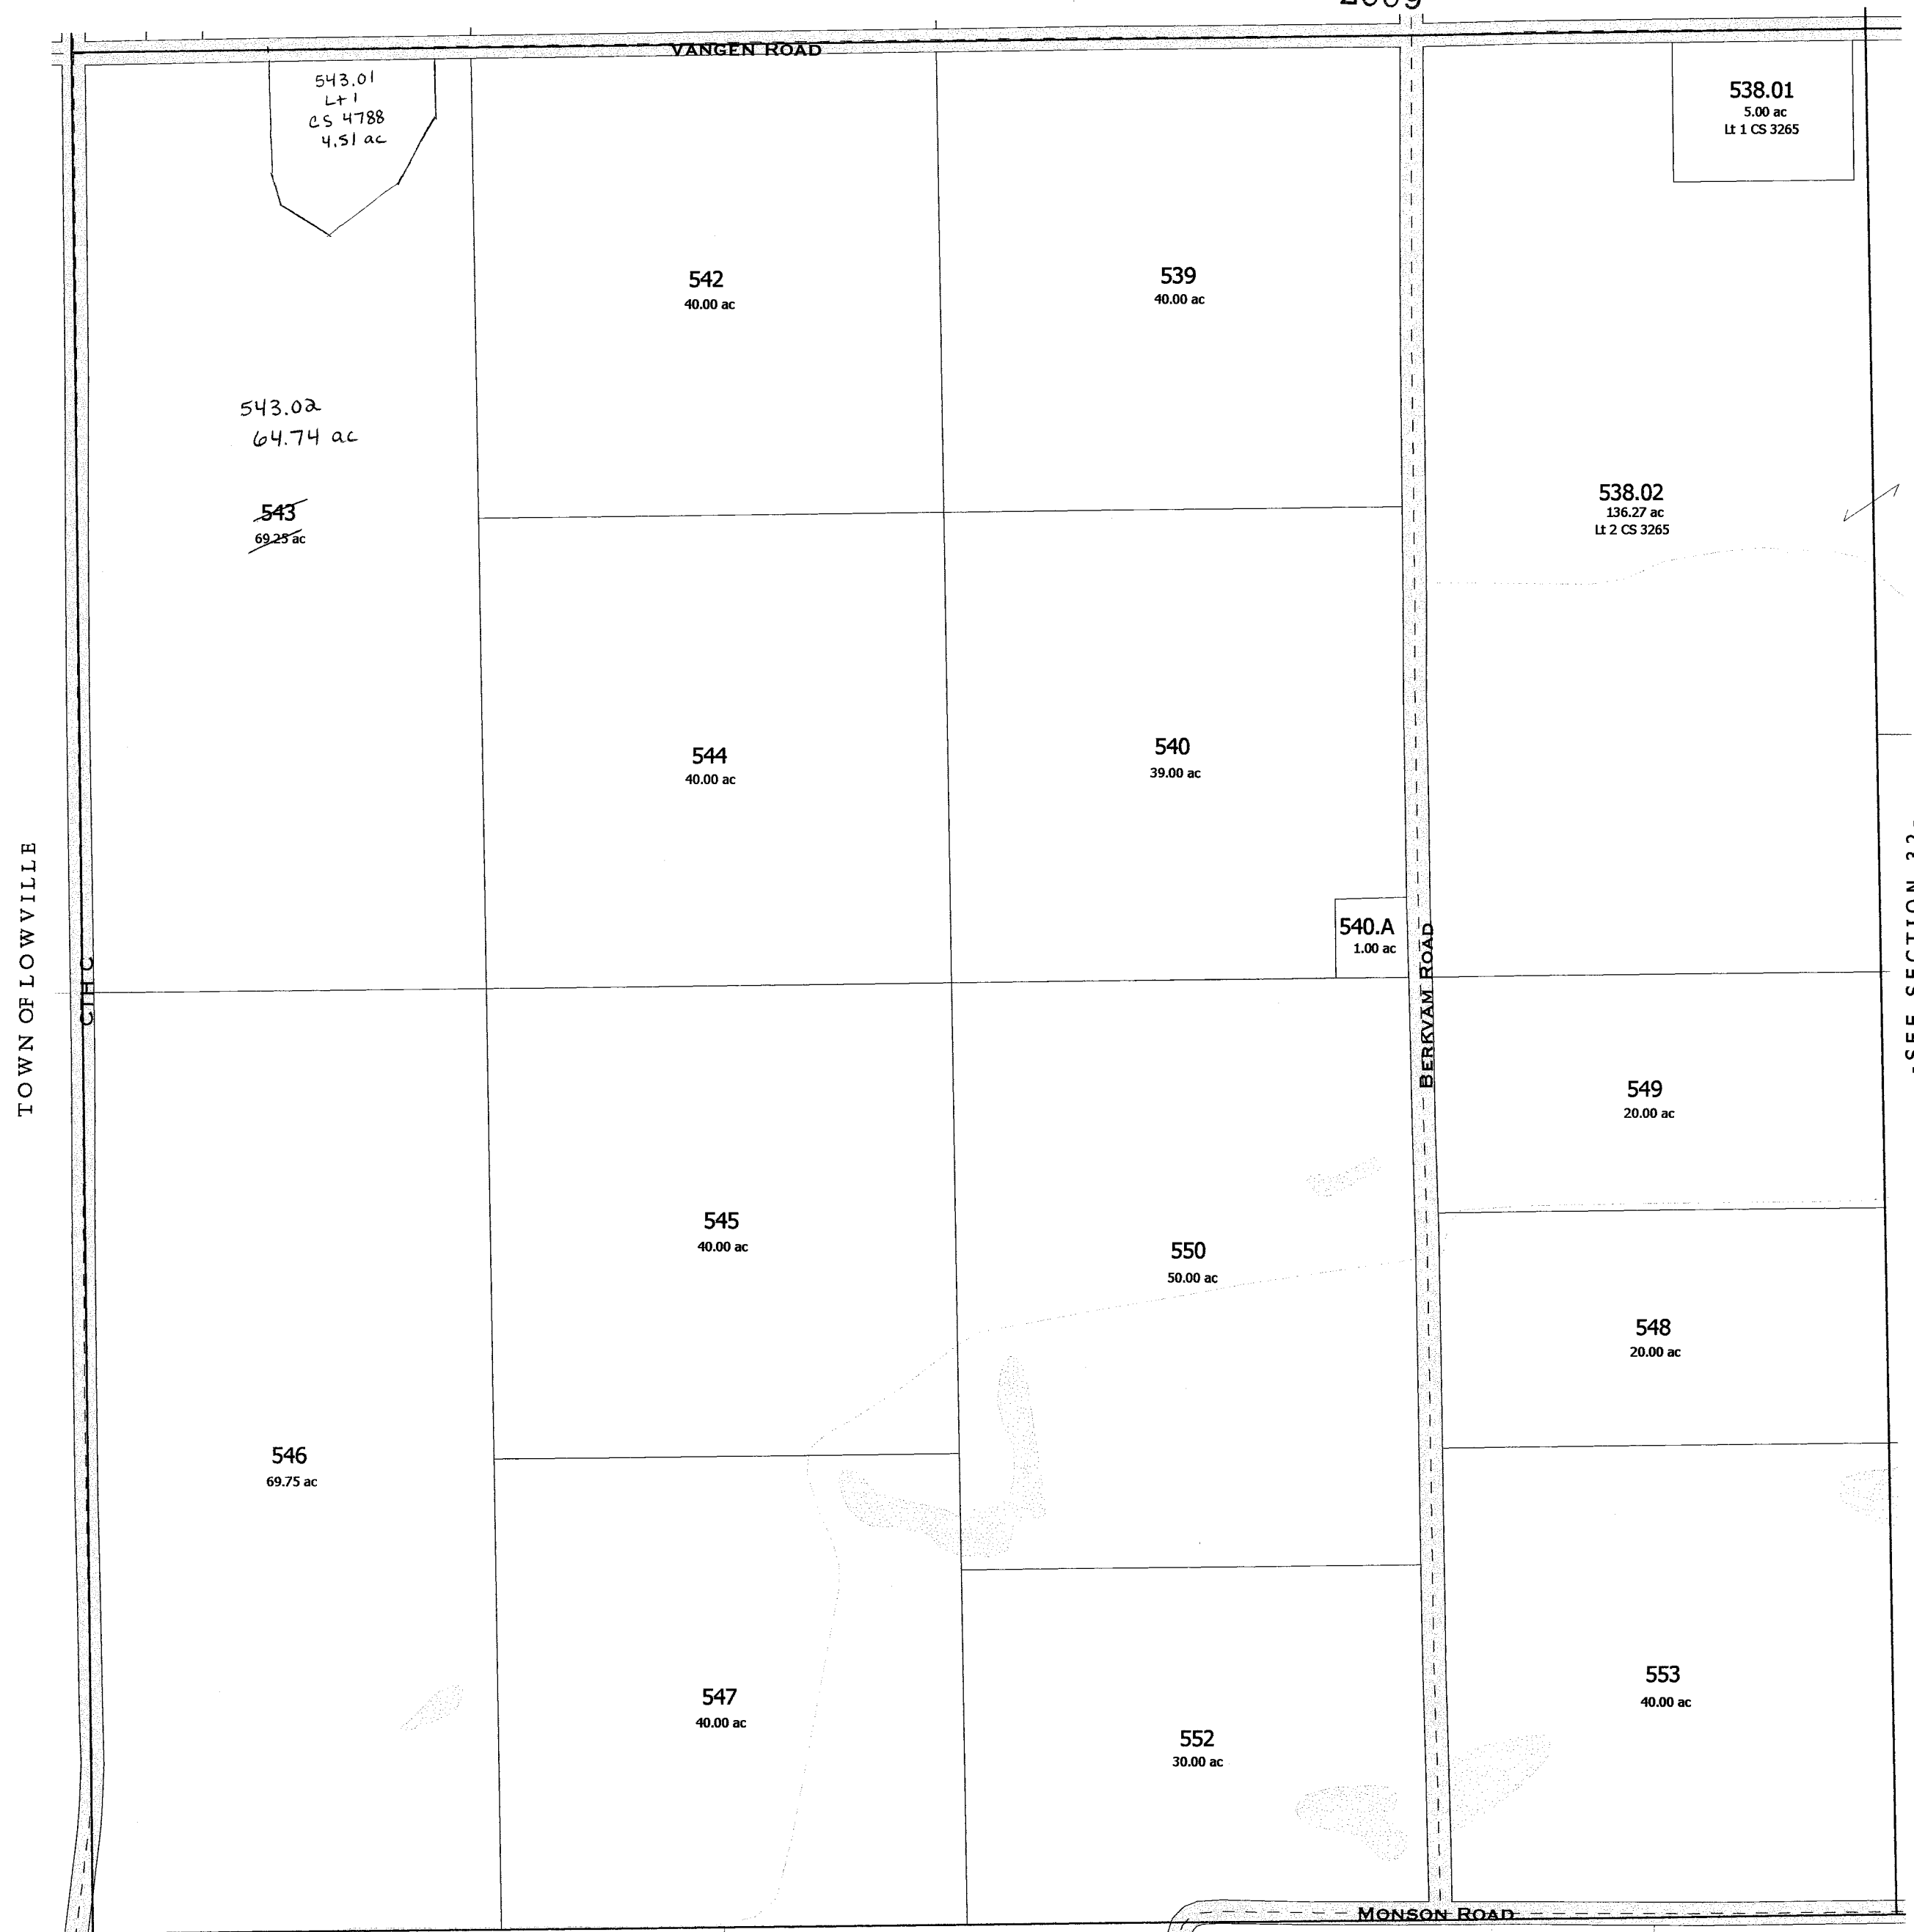 2009
VANGEN ROAD
543.01
Lt 1
CS 4788
4.51 ac
538.01
5.00 ac
Lt 1 CS 3265
542
40.00 ac
539
40.00 ac
543.02
64.74 ac
543
69.25 ac
538.02
136.27 ac
Lt 2 CS 3265
544
40.00 ac
540
39.00 ac
540.A
1.00 ac
TOWN OF LOWVILLE
CTH C
BERKVAM ROAD
-SEE SECTION 32-
549
20.00 ac
545
40.00 ac
550
50.00 ac
548
20.00 ac
546
69.75 ac
547
40.00 ac
552
30.00 ac
553
40.00 ac
MONSON ROAD